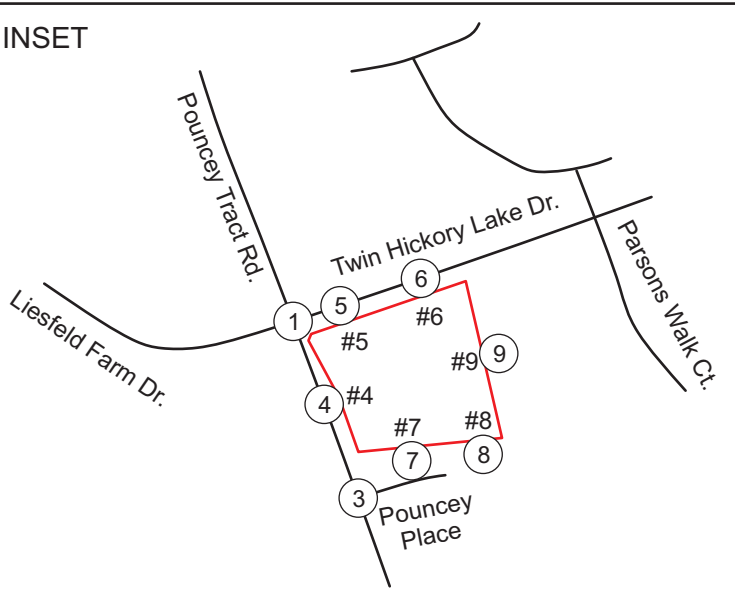 INSET
Pouncey Tract Rd.
Twin Hickory Lake Dr.
Parsons Walk Ct.
Liesfeld Farm Dr.
1
5
6
#5
#6
#9
9
4
#4
#7
#8
7
8
3
Pouncey
Place